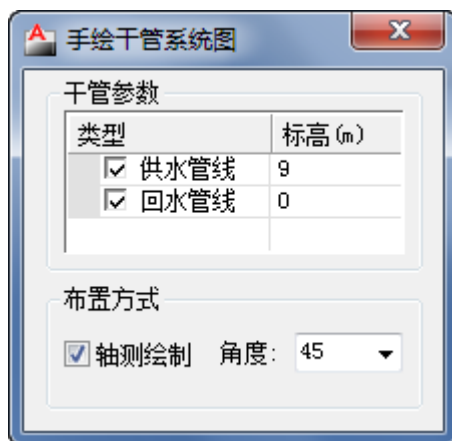 手绘干管系统图
干管参数
类型 标高(m)
供水管线 9
回水管线 0
布置方式
轴测绘制 角度: 45